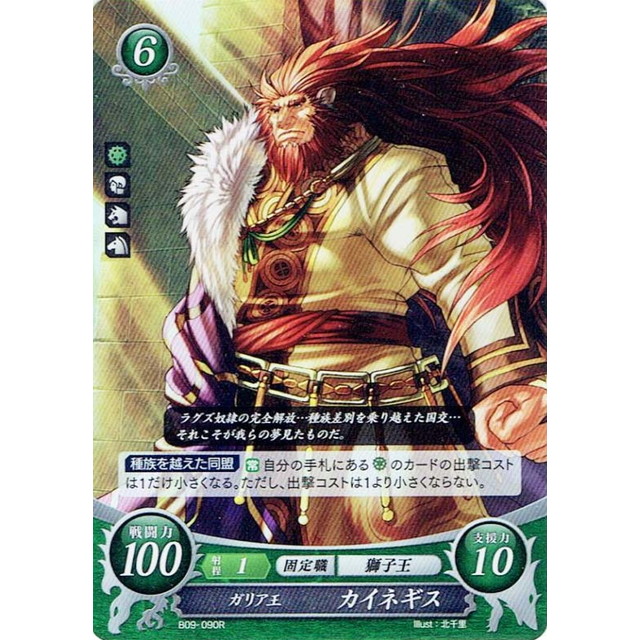 6
ラグズ奴隷の完全解放…種族差別を乗り越えた国交…
それこそが我らの夢見たものだ。
種族を越えた同盟 常 自分の手札にある のカードの出撃コスト
は1だけ小さくなる。ただし、出撃コストは1より小さくならない。
戦闘力
100
射程 1 固定職 獅子王
支援力
10
ガリア王 カイネギス
B09-090R
Illust：北千里